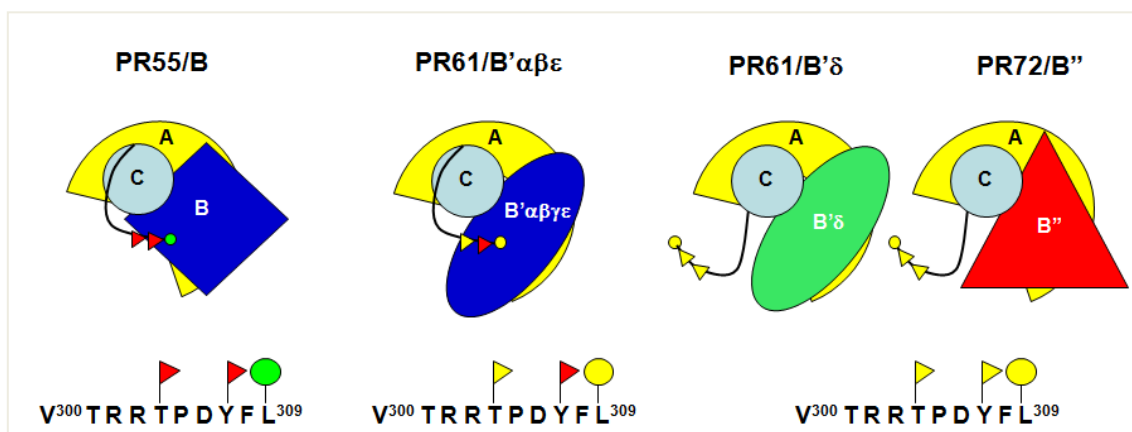 PR55/B
PR61/B'αβε
PR61/B'δ
PR72/B”
A
C
B
A
C
B'αβγε
A
C
B'δ
A
C
B”
V³⁰⁰ T R R T P D Y F L³⁰⁹
V³⁰⁰ T R R T P D Y F L³⁰⁹
V³⁰⁰ T R R T P D Y F L³⁰⁹